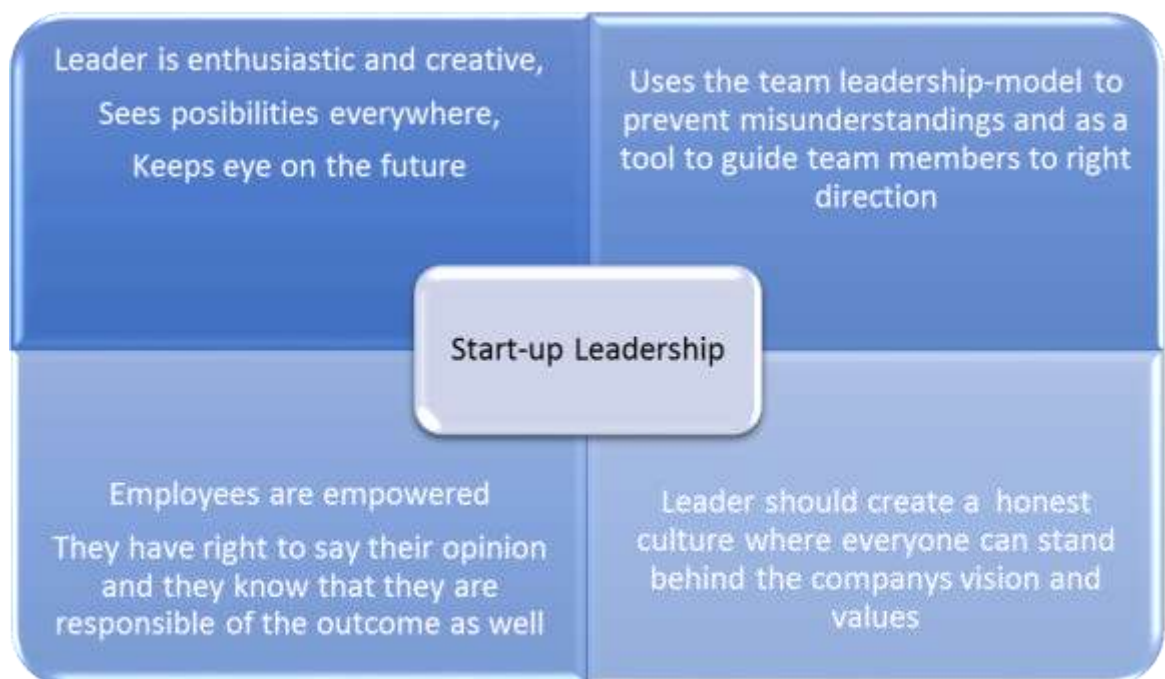 Leader is enthusiastic and creative,
Sees posibilities everywhere,
Keeps eye on the future
Uses the team leadership-model to
prevent misunderstandings and as a
tool to guide team members to right
direction
Start-up Leadership
Employees are empowered
They have right to say their opinion
and they know that they are
responsible of the outcome as well
Leader should create a honest
culture where everyone can stand
behind the companys vision and
values